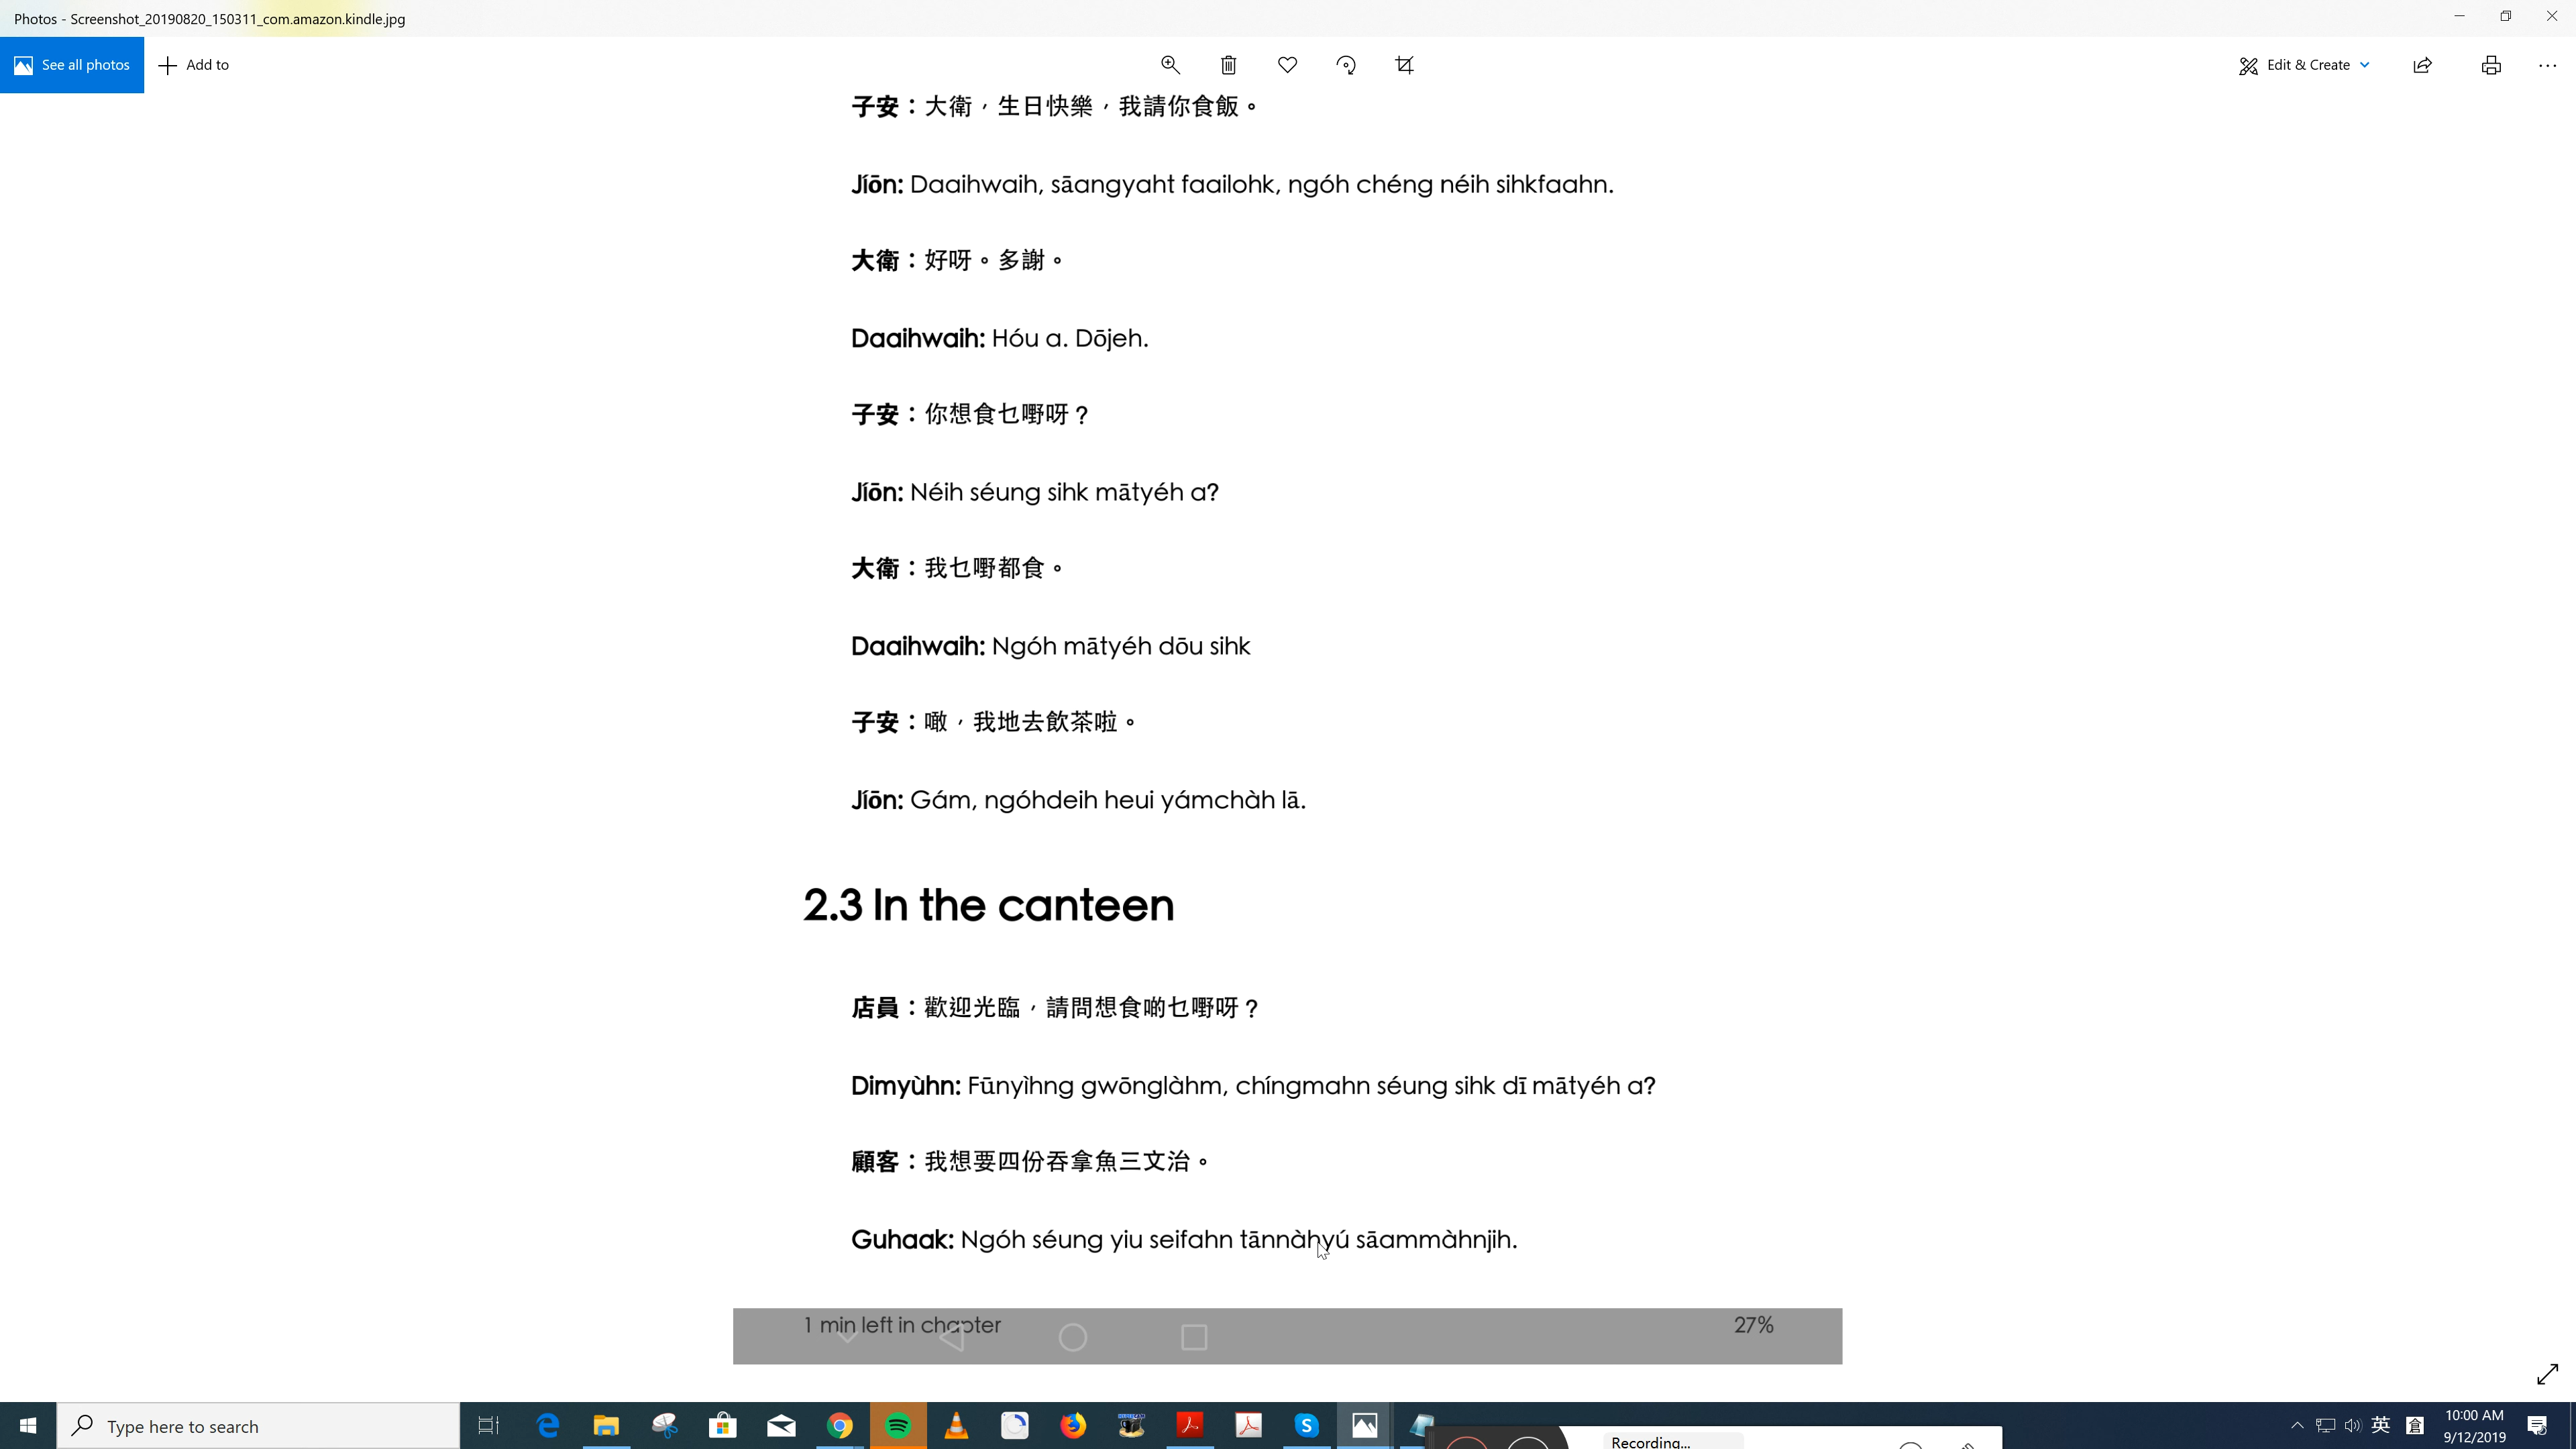 Photos - Screenshot_20190820_150311_com.amazon.kindle.jpg
See all photos
Add to
Edit & Create
子安：大衛，生日快樂，我請你食飯。
Jíōn: Daaihwaih, sāangyaht faailohk, ngóh chéng néih sihkfaahn.
大衛：好呀。多謝。
Daaihwaih: Hóu a. Dōjeh.
子安：你想食乜嘢呀？
Jíōn: Néih séung sihk mātyéh a?
大衛：我乜嘢都食。
Daaihwaih: Ngóh mātyéh dōu sihk
子安：噉，我地去飲茶啦。
Jíōn: Gám, ngóhdeih heui yámchàh lā.
2.3 In the canteen
店員：歡迎光臨，請問想食啲乜嘢呀？
Dimyùhn: Fūnyìhng gwōnglàhm, chíngmahn séung sihk dī mātyéh a?
顧客：我想要四份吞拿魚三文治。
Guhaak: Ngóh séung yiu seifahn tānnàhyú sāammàhnjih.
1 min left in chapter
27%
Type here to search
Recording...
英
倉
10:00 AM
9/12/2019